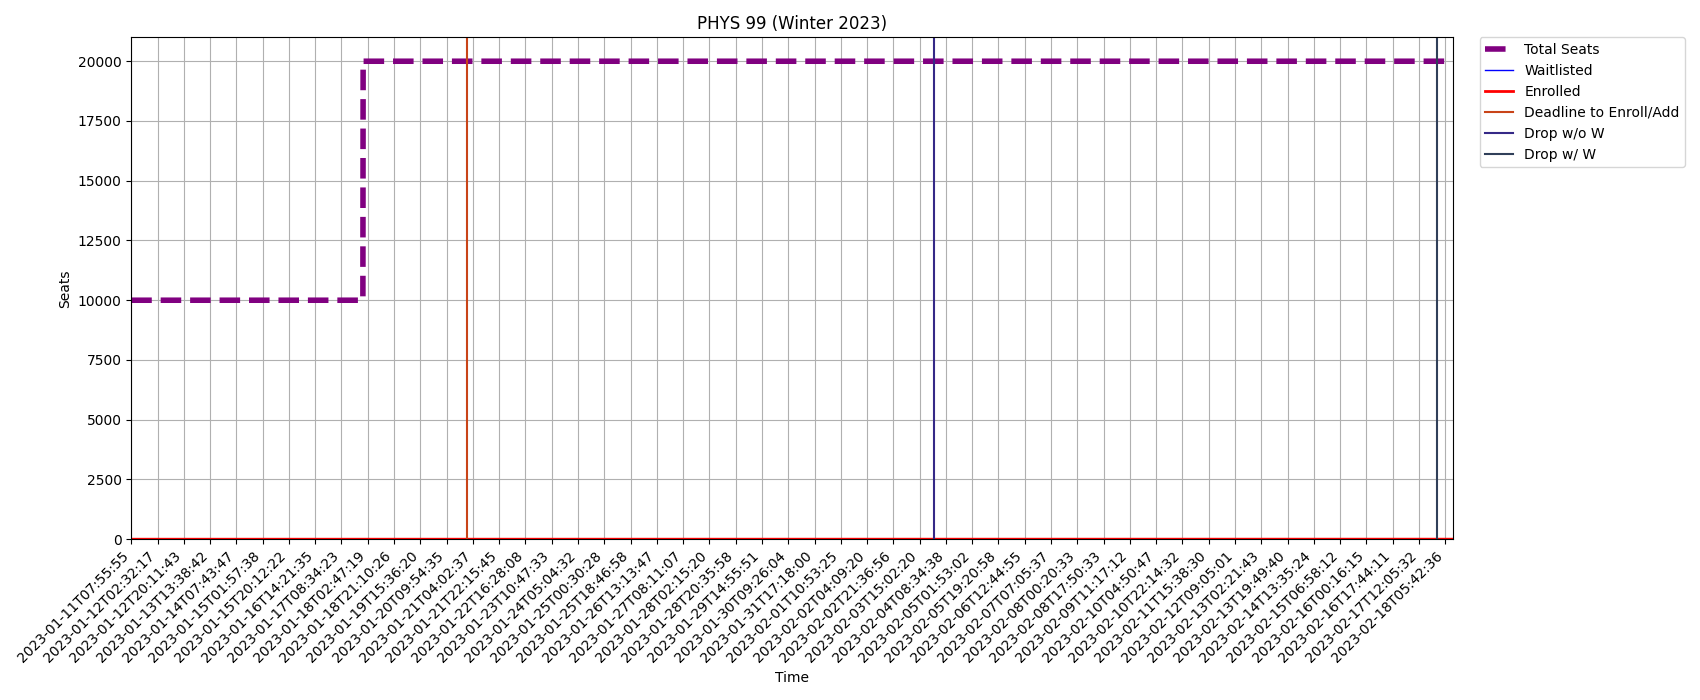 PHYS 99 (Winter 2023)
20000
17500
15000
12500
10000
7500
5000
2500
0
Seats
2023-01-11T07:55:55
2023-01-12T02:32:17
2023-01-12T20:11:43
2023-01-13T13:38:42
2023-01-14T07:43:47
2023-01-15T01:57:38
2023-01-15T20:12:22
2023-01-16T14:21:35
2023-01-17T08:34:23
2023-01-18T02:47:19
2023-01-18T21:10:26
2023-01-19T15:36:20
2023-01-20T09:54:35
2023-01-21T04:02:37
2023-01-21T22:15:45
2023-01-22T16:28:08
2023-01-23T10:47:33
2023-01-24T05:04:32
2023-01-25T00:30:28
2023-01-25T18:46:58
2023-01-26T13:13:47
2023-01-27T08:11:07
2023-01-28T02:15:20
2023-01-28T20:35:58
2023-01-29T14:55:51
2023-01-30T09:26:04
2023-01-31T17:18:00
2023-02-01T10:53:25
2023-02-02T04:09:20
2023-02-02T21:36:56
2023-02-03T15:02:20
2023-02-04T08:34:38
2023-02-05T01:53:02
2023-02-05T19:20:58
2023-02-06T12:44:55
2023-02-07T07:05:37
2023-02-08T00:20:33
2023-02-08T17:50:33
2023-02-09T11:17:12
2023-02-10T04:50:47
2023-02-10T22:14:32
2023-02-11T15:38:30
2023-02-12T09:05:01
2023-02-13T02:21:43
2023-02-13T19:49:40
2023-02-14T13:35:24
2023-02-15T06:58:12
2023-02-16T00:16:15
2023-02-16T17:44:11
2023-02-17T12:05:32
2023-02-18T05:42:36
Time
Total Seats
Waitlisted
Enrolled
Deadline to Enroll/Add
Drop w/o W
Drop w/ W